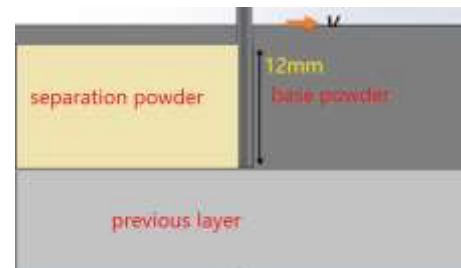 V
12mm
separation powder
base powder
previous layer